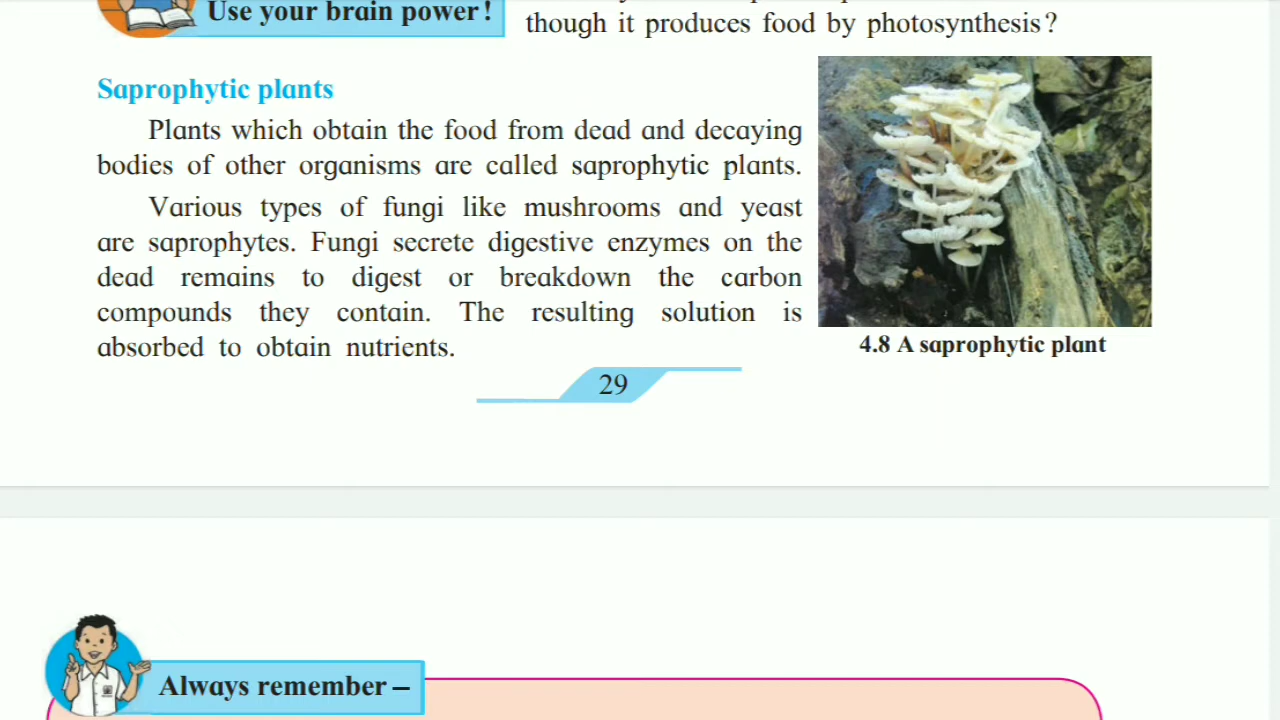 Use your brain power!
though it produces food by photosynthesis?
Saprophytic plants
Plants which obtain the food from dead and decaying
bodies of other organisms are called saprophytic plants.
Various types of fungi like mushrooms and yeast
are saprophytes. Fungi secrete digestive enzymes on the
dead remains to digest or breakdown the carbon
compounds they contain. The resulting solution is
absorbed to obtain nutrients.
4.8 A saprophytic plant
29
Always remember –